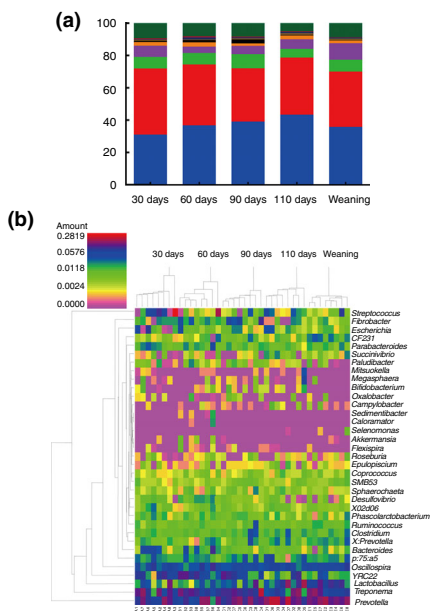 (a)
100
80
60
40
20
0
30 days
60 days
90 days
110 days
Weaning
(b)
Amount
0.2819
0.0576
0.0118
0.0024
0.0000
30 days
60 days
90 days
110 days
Weaning
Streptococcus
Fibrobacter
Escherichia
CF231
Parabacteroides
Succinivibrio
Paludibacter
Mitsuokella
Megasphaera
Bifidobacterium
Oxalobacter
Campylobacter
Sedimentibacter
Caloramator
Selenomonas
Akkermansia
Flexispira
Roseburia
Epulopiscium
Coprococcus
SMB53
Sphaerochaeta
Desulfovibrio
X02d06
Phascolarctobacterium
Ruminococcus
Clostridium
X:Prevotella
Bacteroides
p:75:a5
Oscillospira
YRC22
Lactobacillus
Treponema
Prevotella